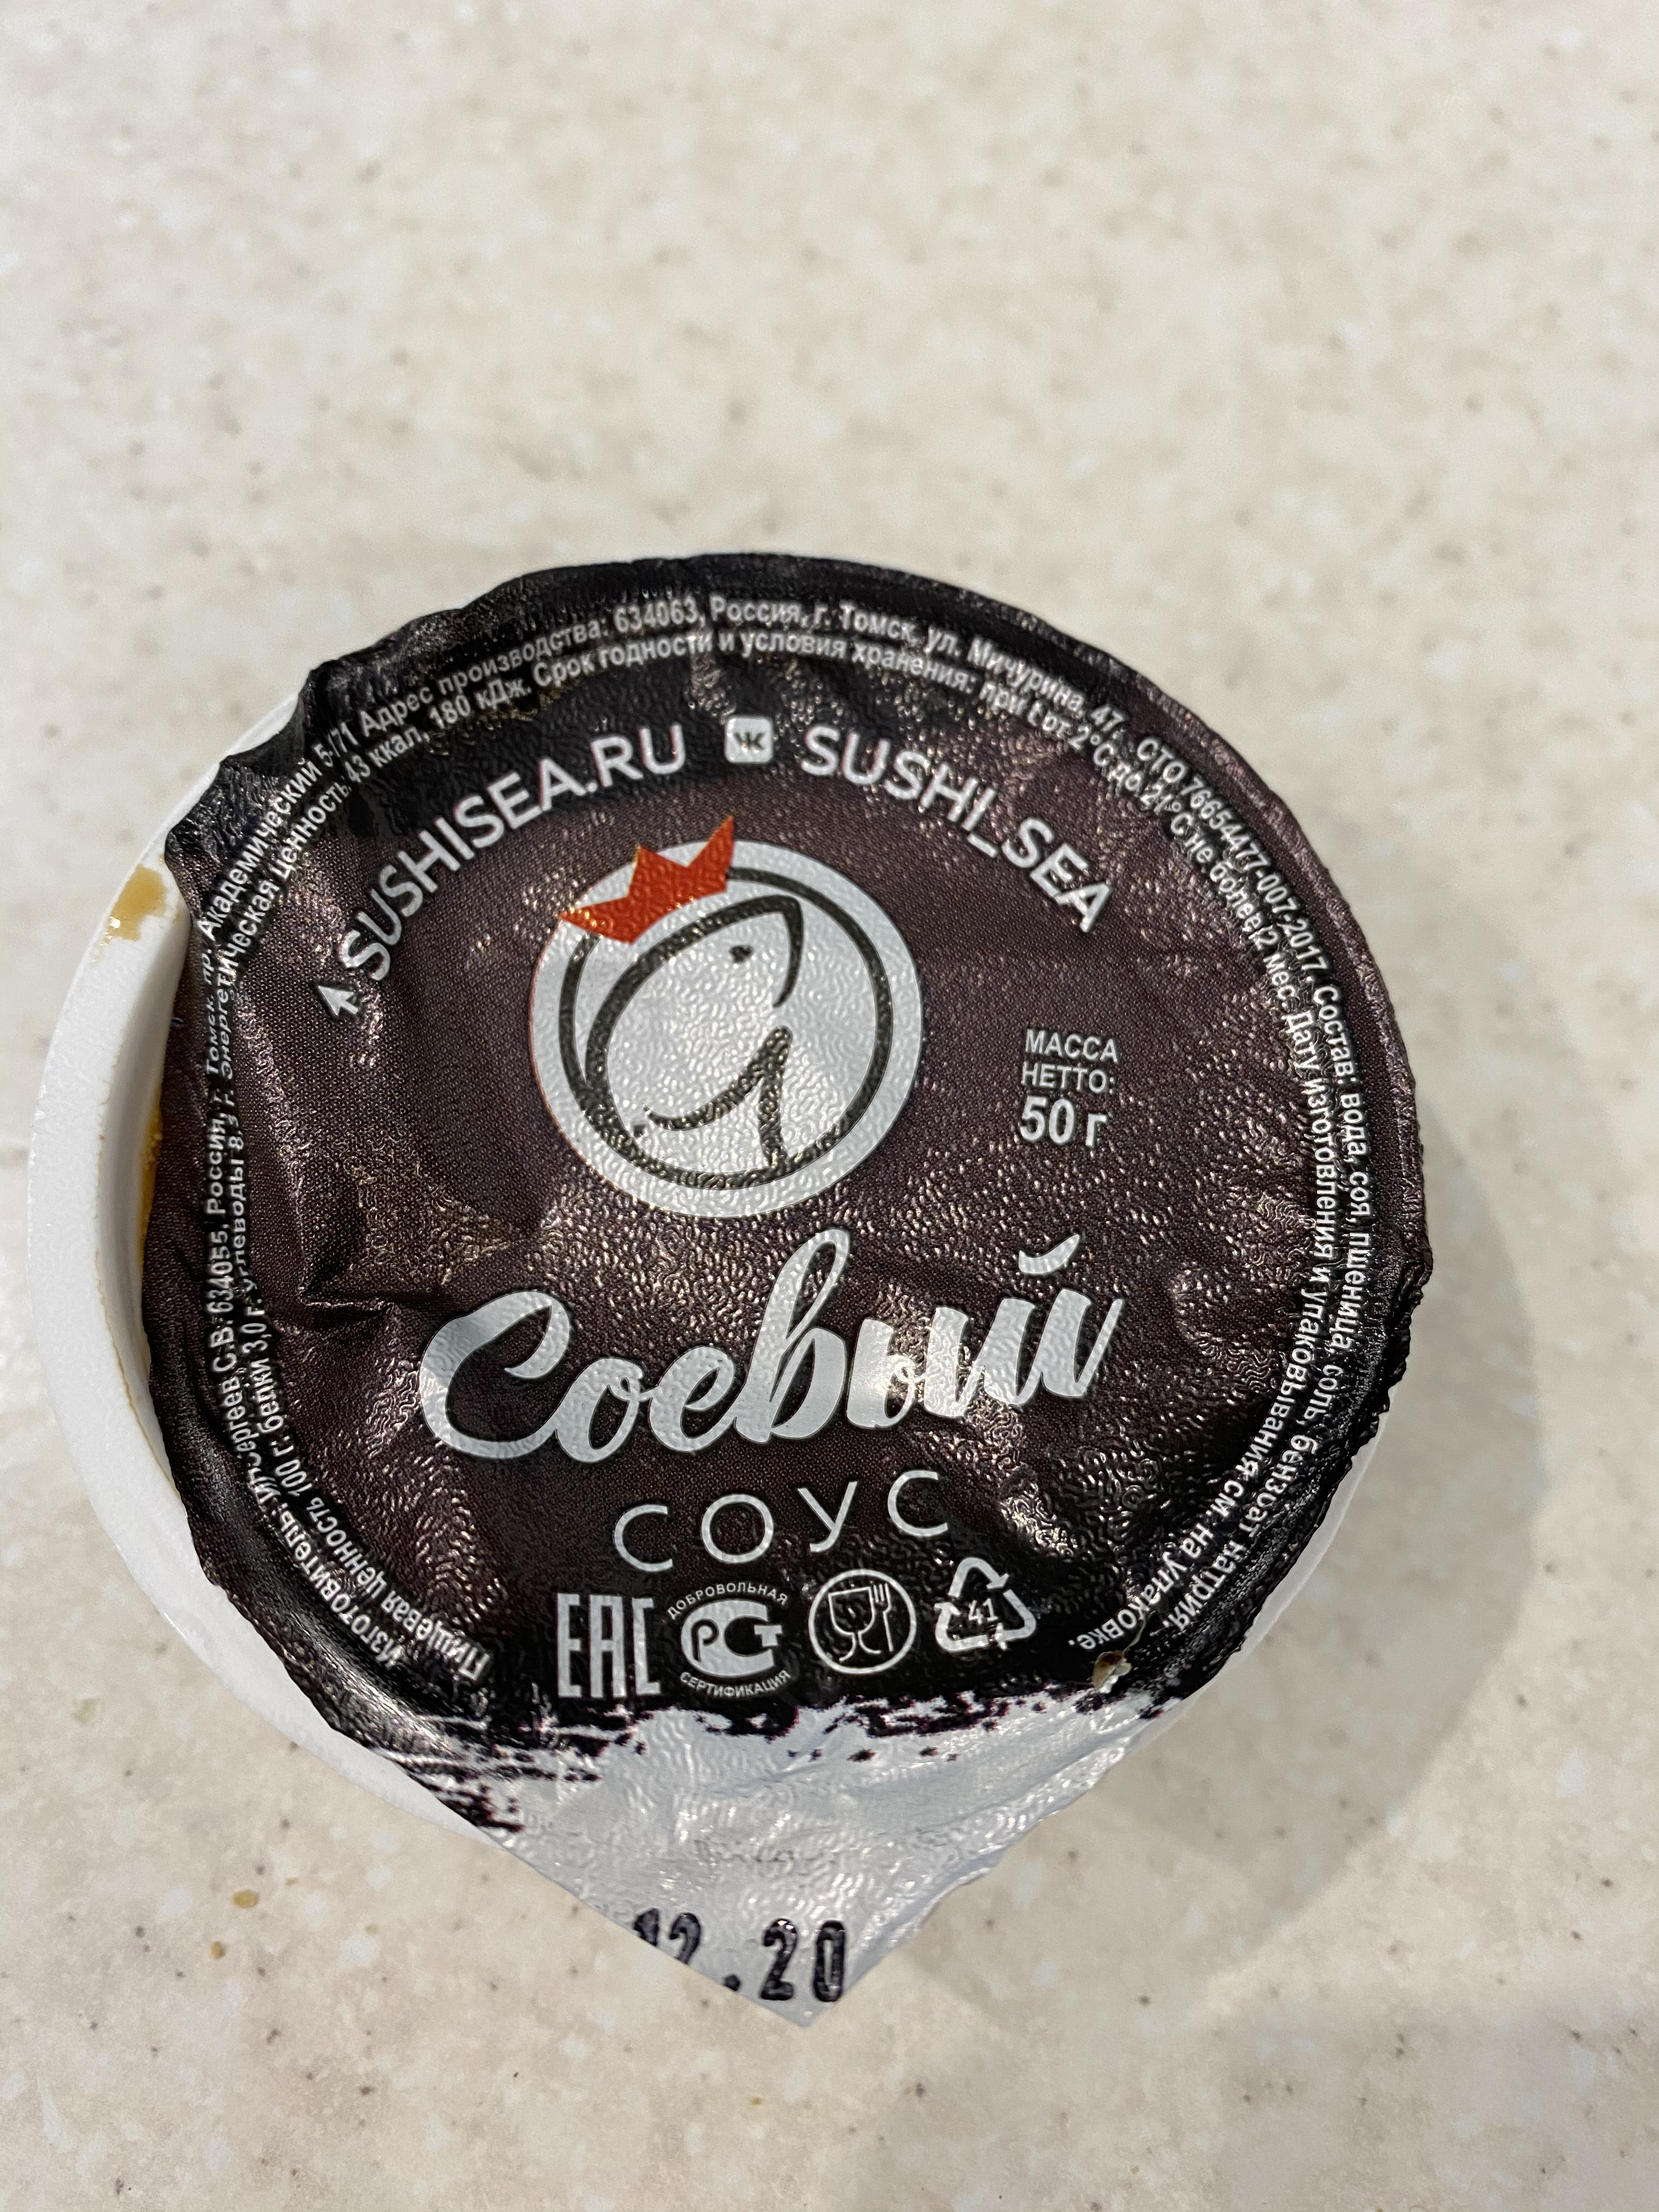 Изготовитель: ИП Сергеев С.В. 634055, Россия, г. Томск, пр. Академический 5-71 Адрес производства: 634063, Россия, г. Томск, ул. Мичурина, 47, СТО 76654477-007-2017. Состав: вода, соя, пшеница, соль, бензоат натрия.
Пищевая ценность 100 г: белки 3,0 г, углеводы 8, г. Энергетическая ценность 43 ккал, 180 кДж. Срок годности и условия хранения: при t от 2°С до 21°С не более 12 мес. Дату изготовления и упаковывания см. на упаковке.
SUSHISEA.RU VK SUSHI_SEA
МАССА
НЕТТО:
50 г
Соевый
СОУС
EAC
ДОБРОВОЛЬНАЯ
РСТ
СЕРТИФИКАЦИЯ
41
12.20